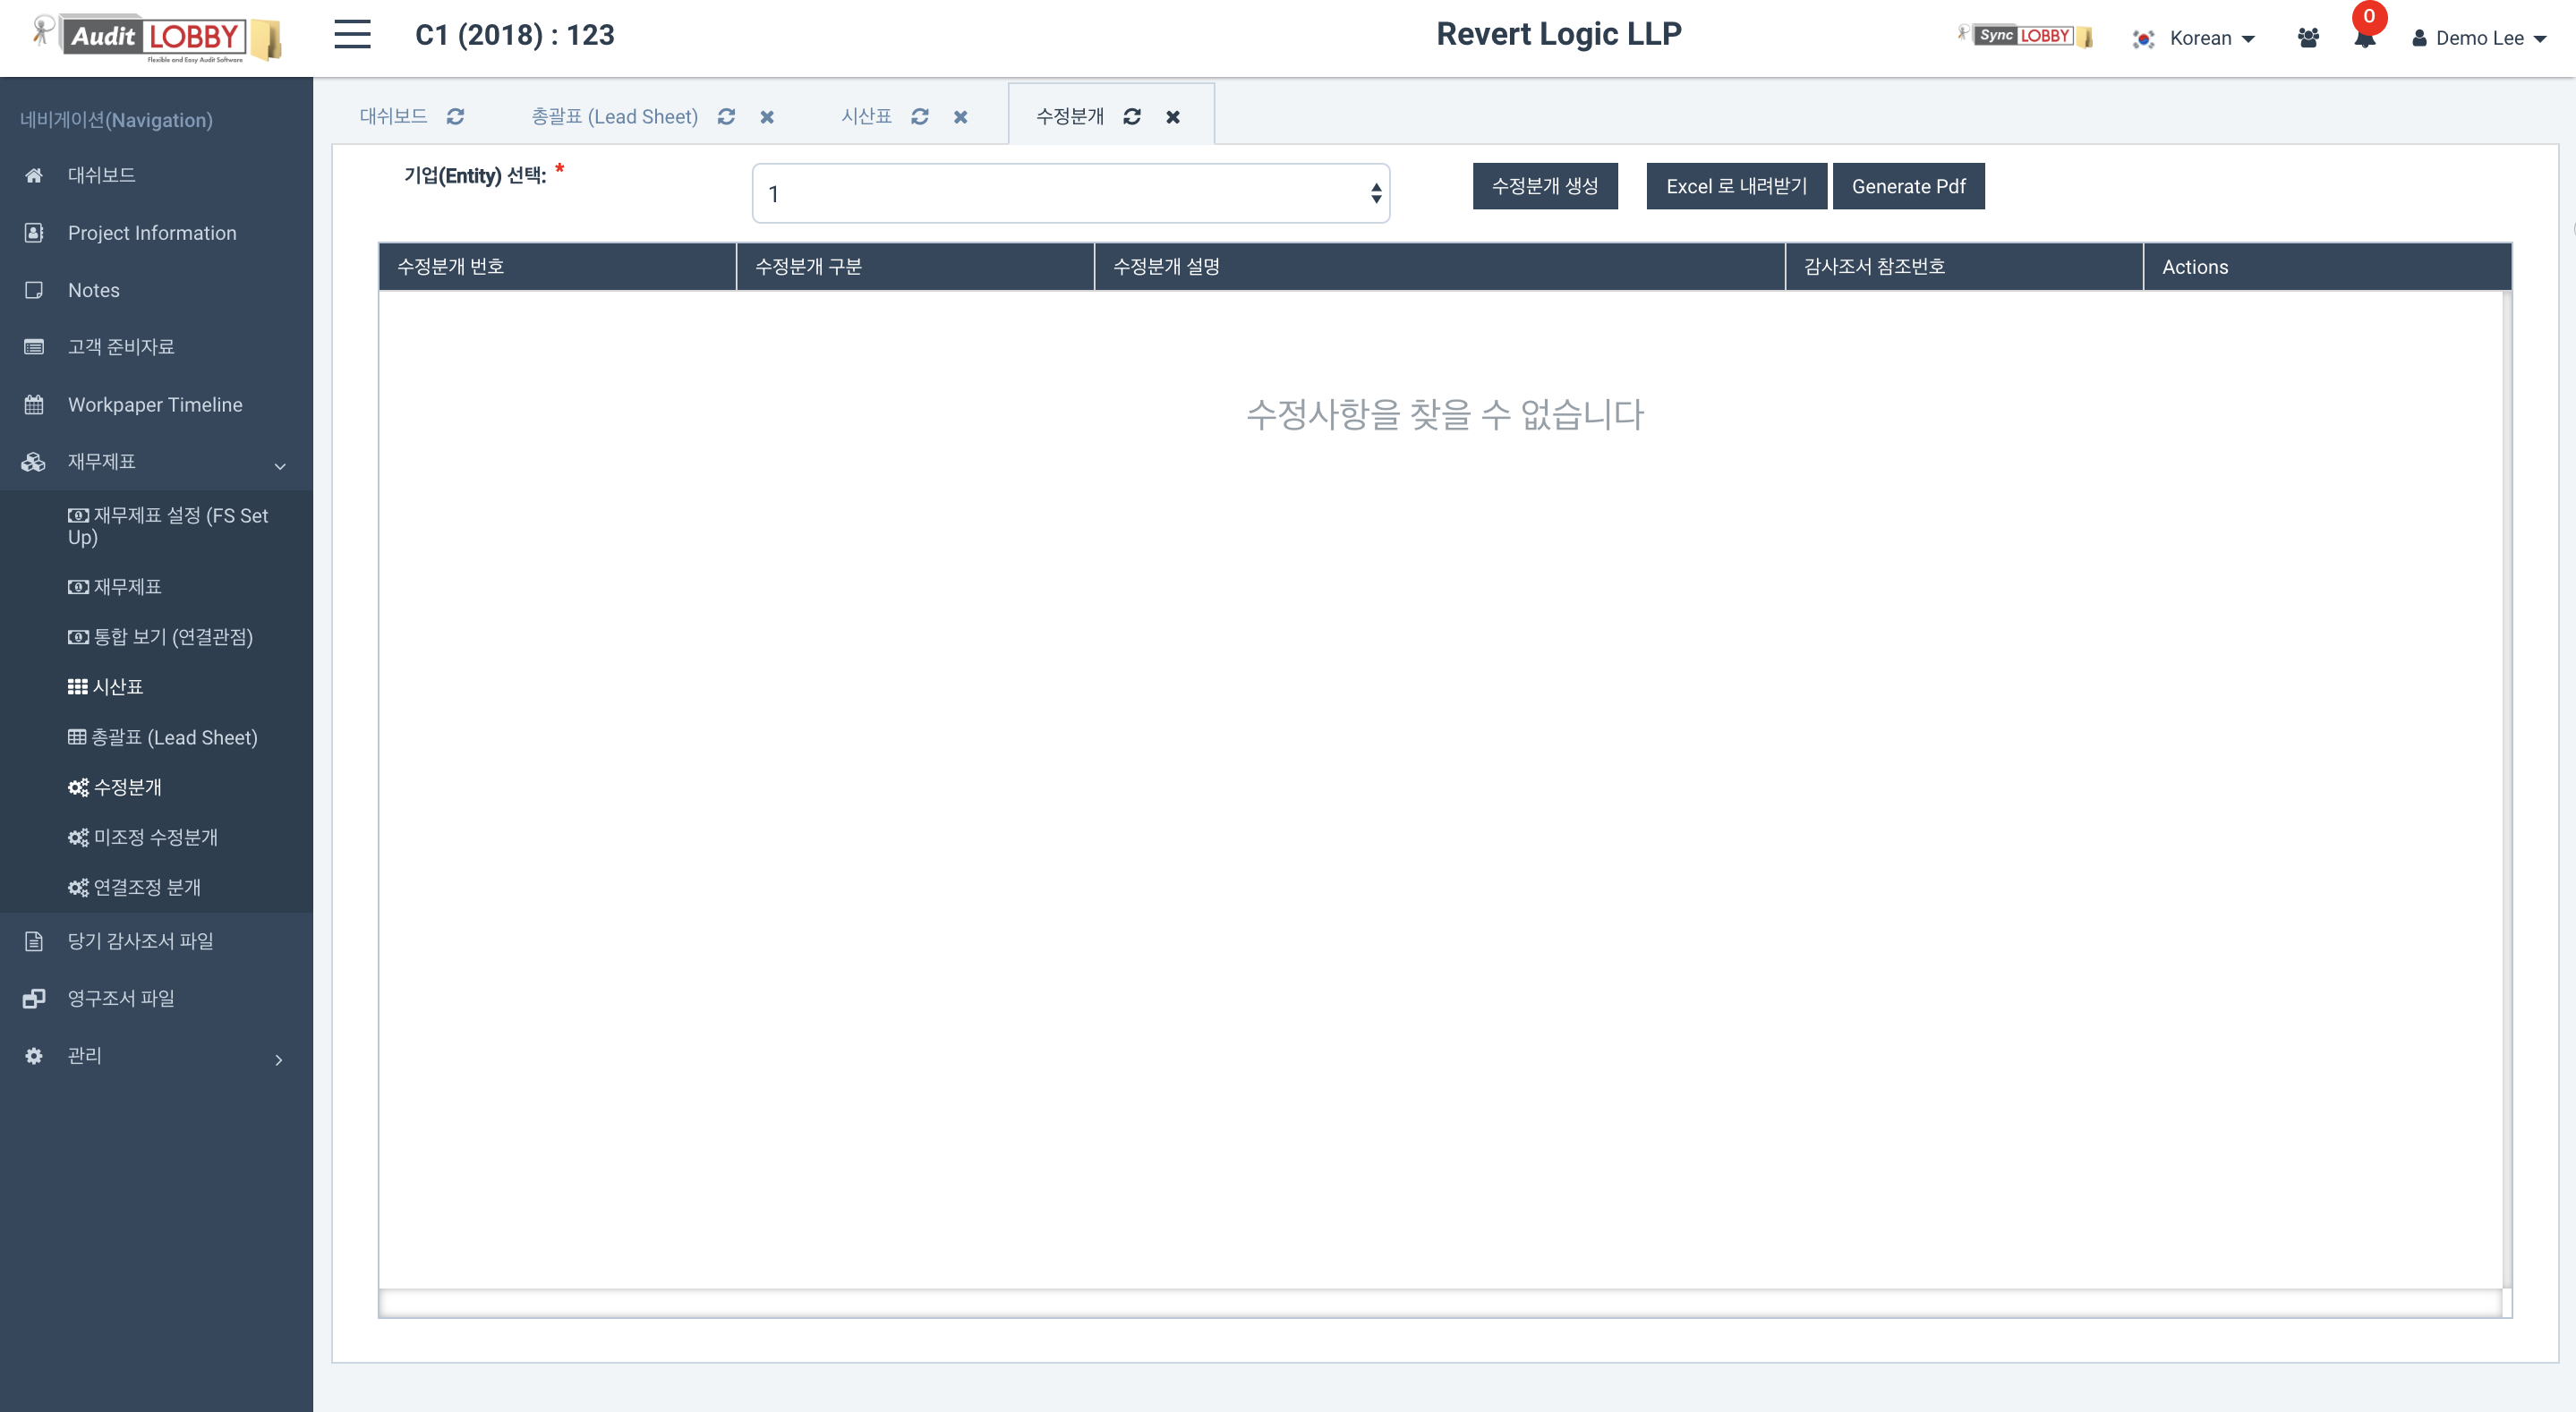 Audit LOBBY
Flexible and Easy Audit Software
C1 (2018) : 123
Revert Logic LLP
Sync LOBBY
Korean
0
Demo Lee
네비게이션(Navigation)
대쉬보드
Project Information
Notes
고객 준비자료
Workpaper Timeline
재무제표
재무제표 설정 (FS Set
Up)
재무제표
통합 보기 (연결관점)
시산표
총괄표 (Lead Sheet)
수정분개
미조정 수정분개
연결조정 분개
당기 감사조서 파일
영구조서 파일
관리
대쉬보드
총괄표 (Lead Sheet)
시산표
수정분개
기업(Entity) 선택: *
1
수정분개 생성
Excel 로 내려받기
Generate Pdf
수정분개 번호
수정분개 구분
수정분개 설명
감사조서 참조번호
Actions
수정사항을 찾을 수 없습니다